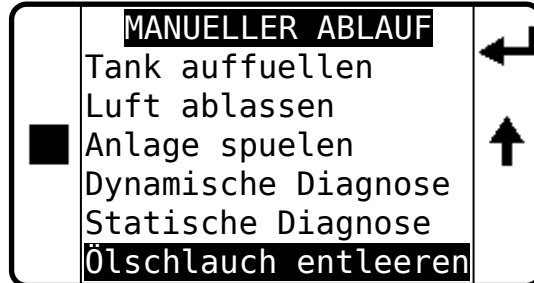 MANUELLER ABLAUF
Tank auffuellen
Luft ablassen
Anlage spuelen
Dynamische Diagnose
Statische Diagnose
Ölschlauch entleeren